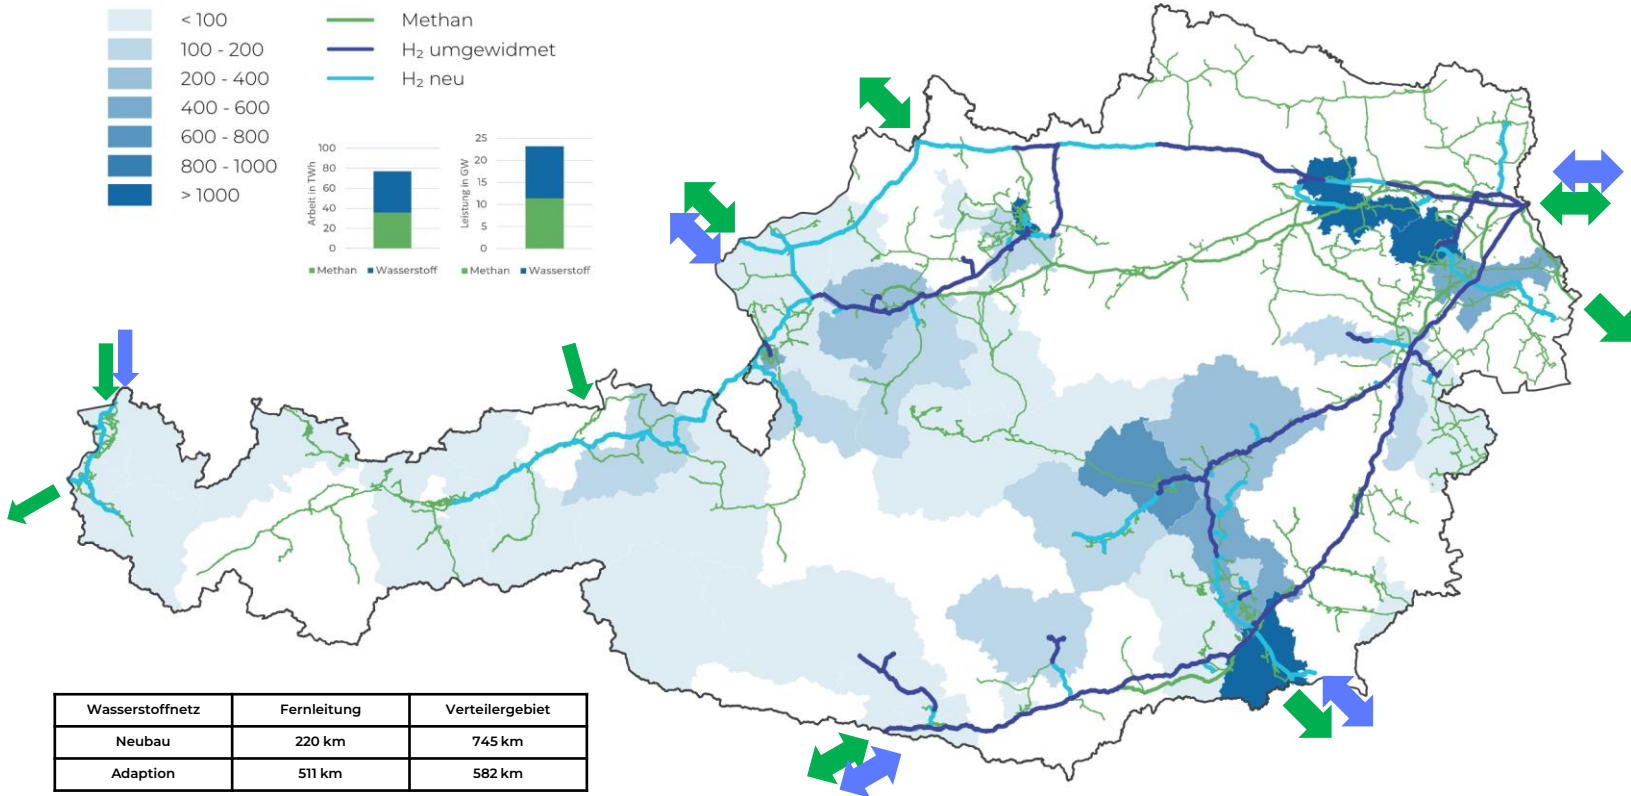 < 100
100 - 200
200 - 400
400 - 600
600 - 800
800 - 1000
> 1000
Methan
H₂ umgewidmet
H₂ neu
Arbeit in TWh
100
80
60
40
20
0
Methan Wasserstoff
Leistung in GW
25
20
15
10
5
0
Methan Wasserstoff
Wasserstoffnetz Fernleitung Verteilergebiet
Neubau 220 km 745 km
Adaption 511 km 582 km